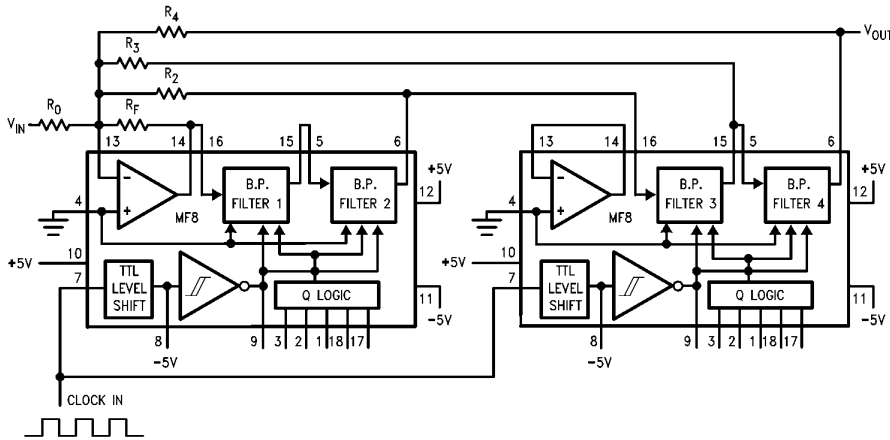 R4
VOUT
R3
R2
VIN
R0
RF
13 14 16 15 5 6
13 14 16 15 5 6
+5V
+5V
B.P. FILTER 1
B.P. FILTER 2
B.P. FILTER 3
B.P. FILTER 4
− +
− +
MF8
MF8
4
4
12
12
+5V 10
+5V 10
7
7
TTL LEVEL SHIFT
TTL LEVEL SHIFT
Q LOGIC
Q LOGIC
11
-5V
11
-5V
8
-5V
9 3 2 1 18 17
8
-5V
9 3 2 1 18 17
CLOCK IN